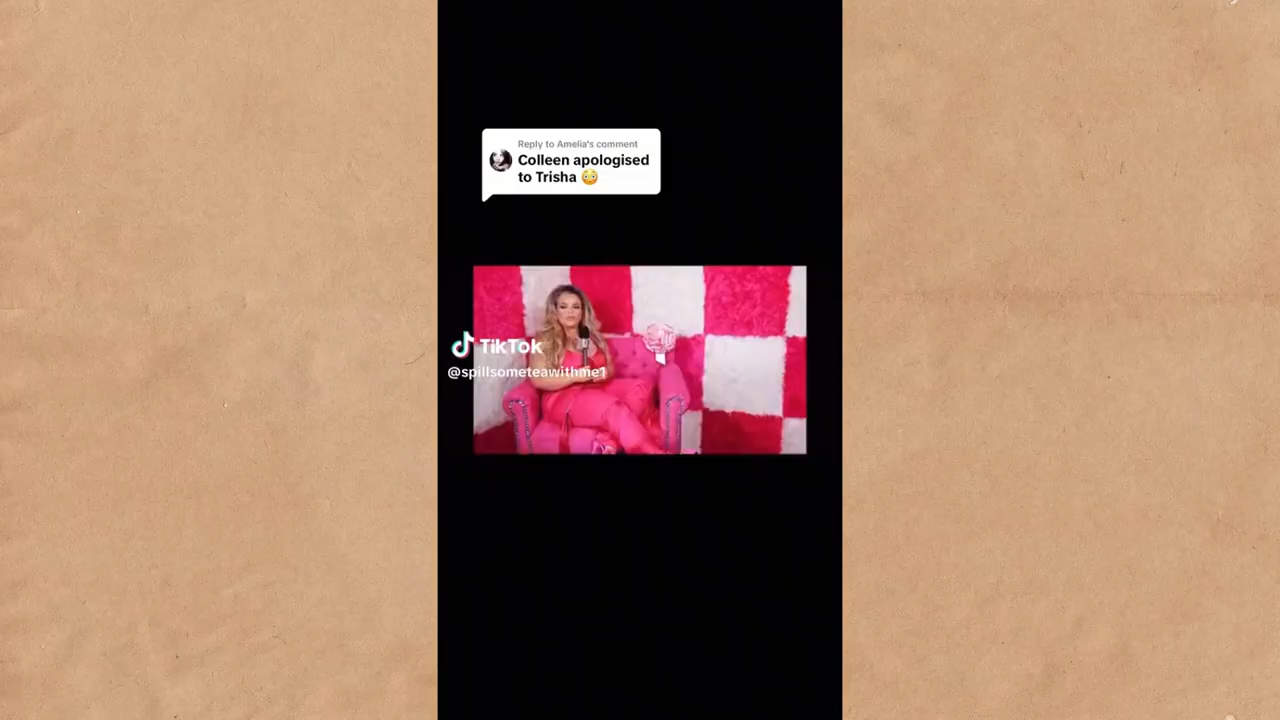 Reply to Amelia's comment
Colleen apologised
to Trisha 😳
TikTok
@spillsometeawithme1